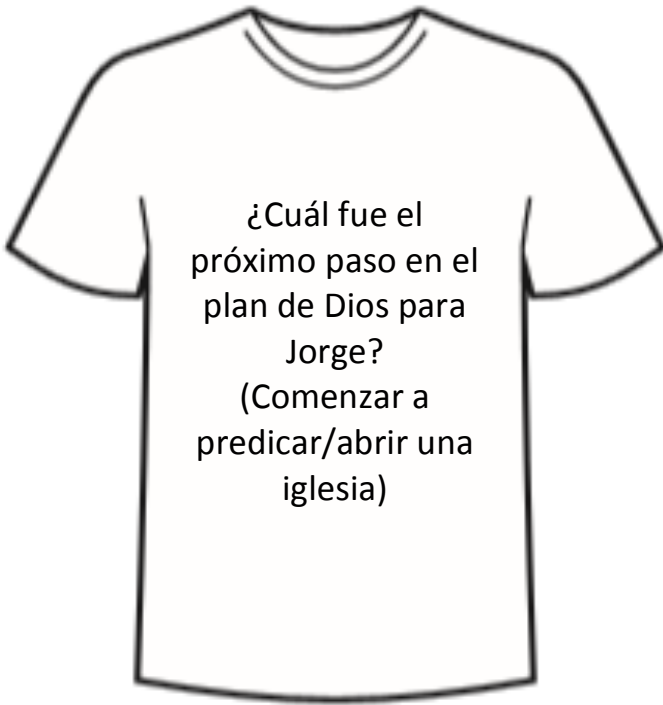 ¿Cuál fue el
próximo paso en el
plan de Dios para
Jorge?
(Comenzar a
predicar/abrir una
iglesia)